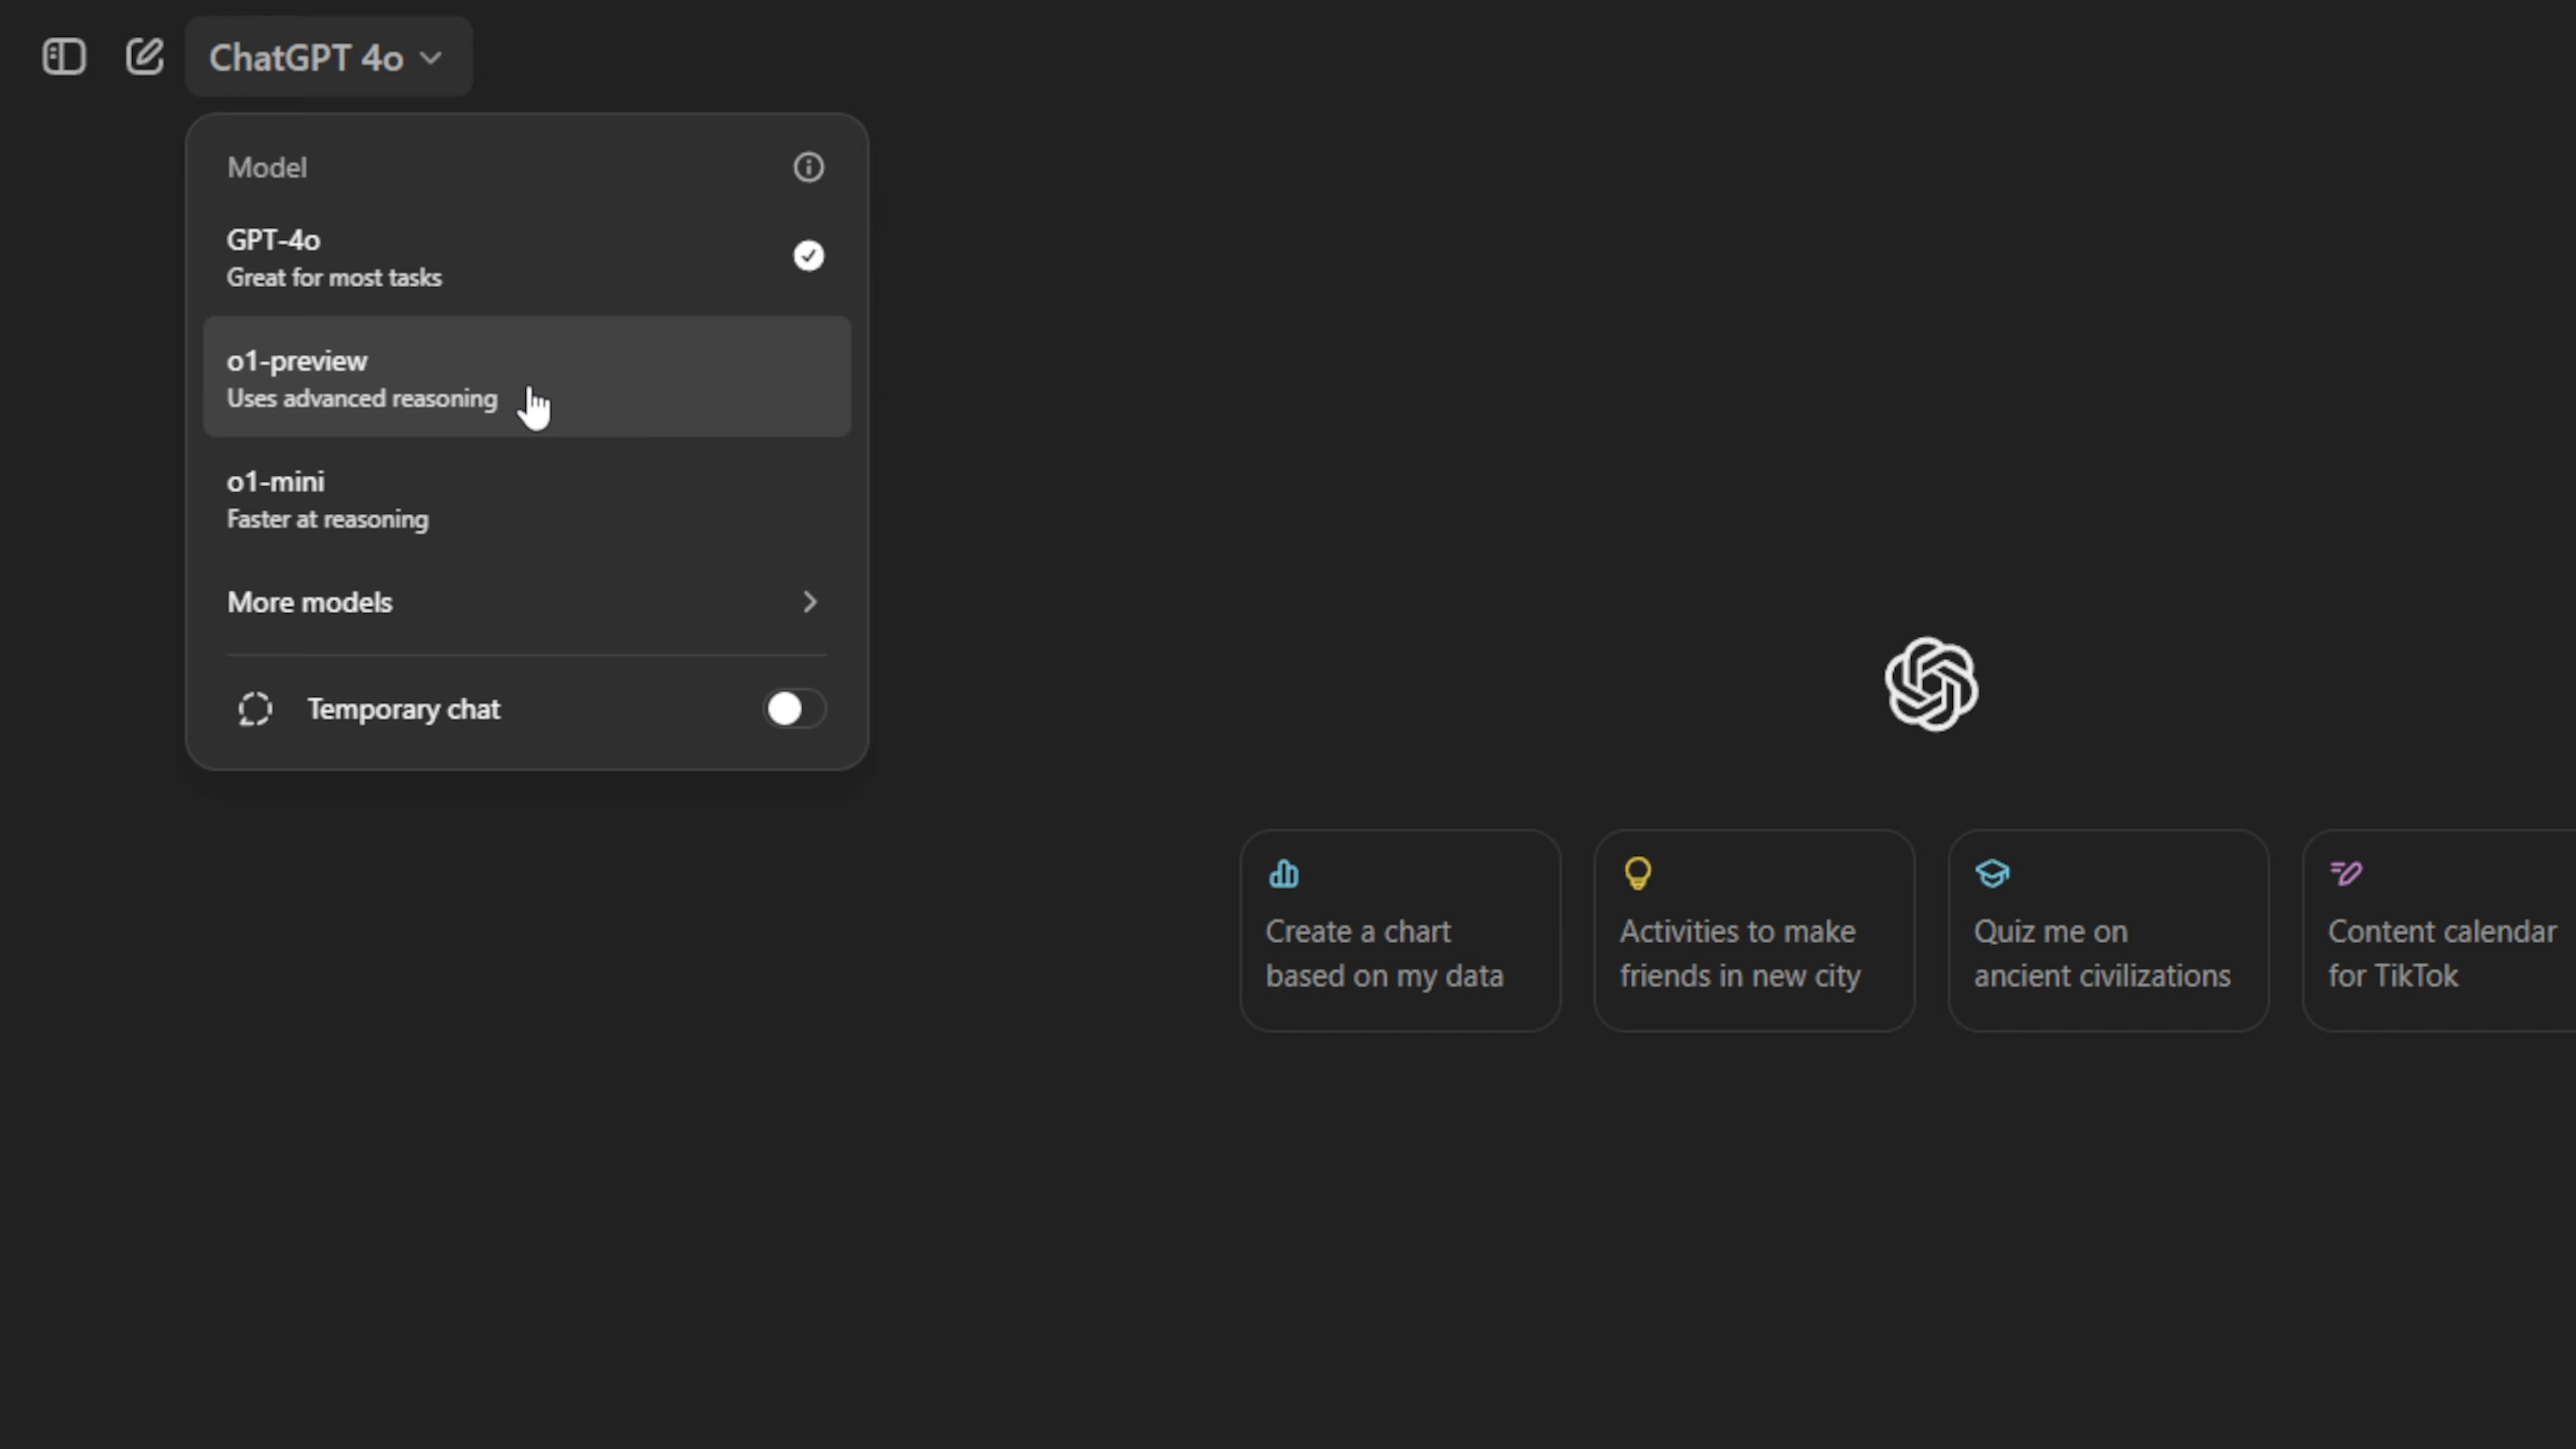 ChatGPT 4o
Model
GPT-4o
Great for most tasks
o1-preview
Uses advanced reasoning
o1-mini
Faster at reasoning
More models
Temporary chat
Create a chart
based on my data
Activities to make
friends in new city
Quiz me on
ancient civilizations
Content calendar
for TikTok